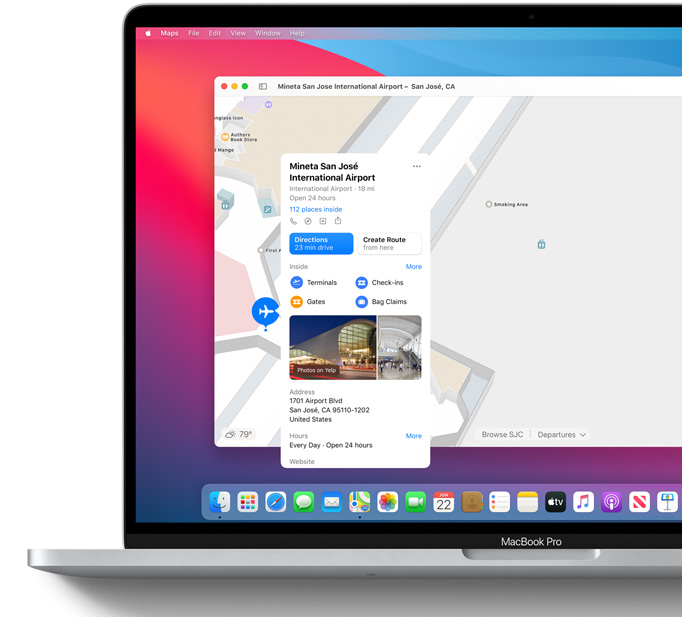 Maps File Edit View Window Help
Mineta San Jose International Airport – San José, CA
nglass Icon
Authors
Book Store
d Mango
Mineta San José
International Airport
International Airport · 18 mi
Open 24 hours
112 places inside
Directions
23 min drive
Create Route
from here
Inside
More
Terminals
Check-ins
Gates
Bag Claims
First A
Smoking Area
Photos on Yelp
Address
1701 Airport Blvd
San José, CA 95110-1202
United States
Hours
More
Every Day · Open 24 hours
Website
79°
Browse SJC
Departures
JUN
22
tv
MacBook Pro